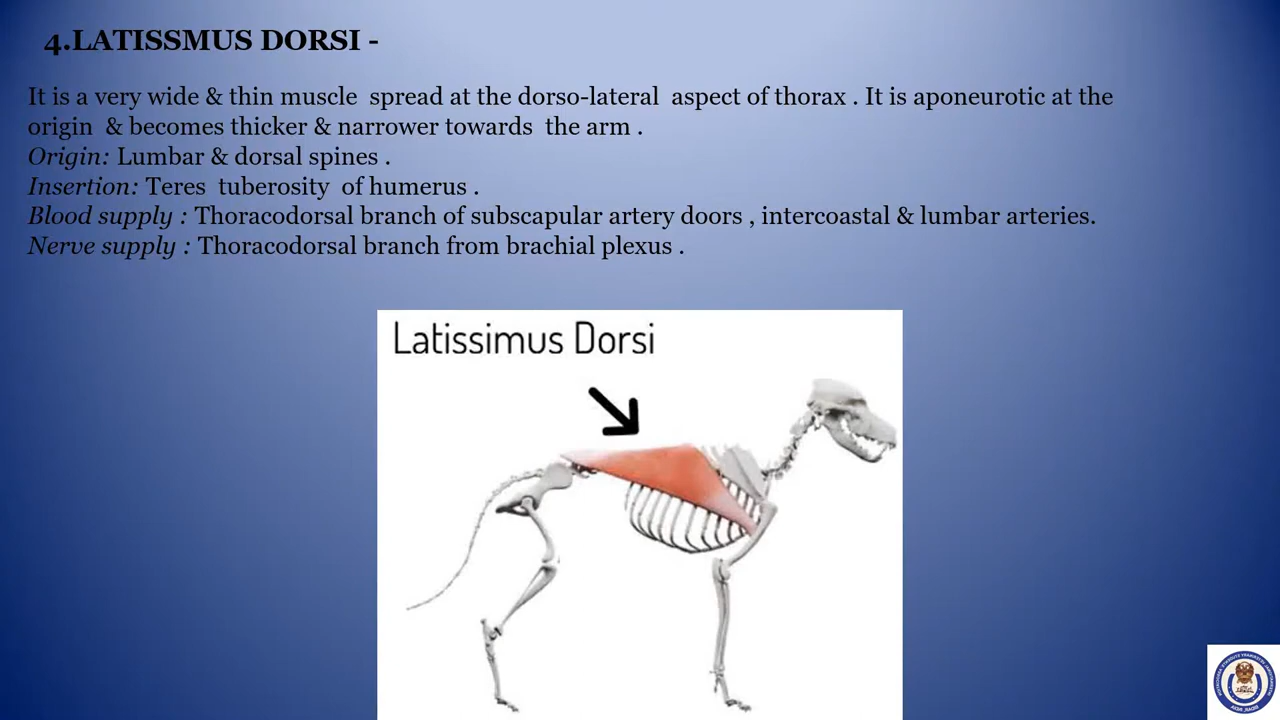 4.LATISSMUS DORSI -
It is a very wide & thin muscle spread at the dorso-lateral aspect of thorax . It is aponeurotic at the
origin & becomes thicker & narrower towards the arm .
Origin: Lumbar & dorsal spines .
Insertion: Teres tuberosity of humerus .
Blood supply : Thoracodorsal branch of subscapular artery doors , intercoastal & lumbar arteries.
Nerve supply : Thoracodorsal branch from brachial plexus .
Latissimus Dorsi